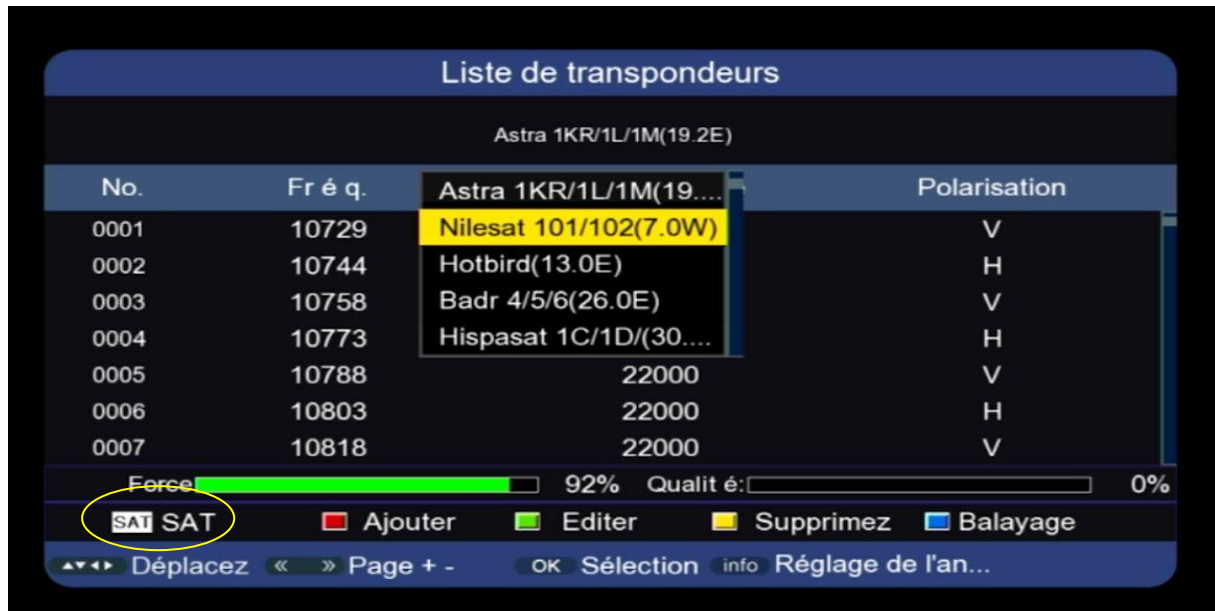 Liste de transpondeurs
Astra 1KR/1L/1M(19.2E)
No. Fr é q. Polarisation
Astra 1KR/1L/1M(19....
Nilesat 101/102(7.0W)
Hotbird(13.0E)
Badr 4/5/6(26.0E)
Hispasat 1C/1D/(30....
0001 10729 V
0002 10744 H
0003 10758 V
0004 10773 H
0005 10788 22000 V
0006 10803 22000 H
0007 10818 22000 V
Force 92% Qualit é: 0%
SAT SAT Ajouter Editer Supprimez Balayage
Déplacez « » Page + - OK Sélection info Réglage de l'an...